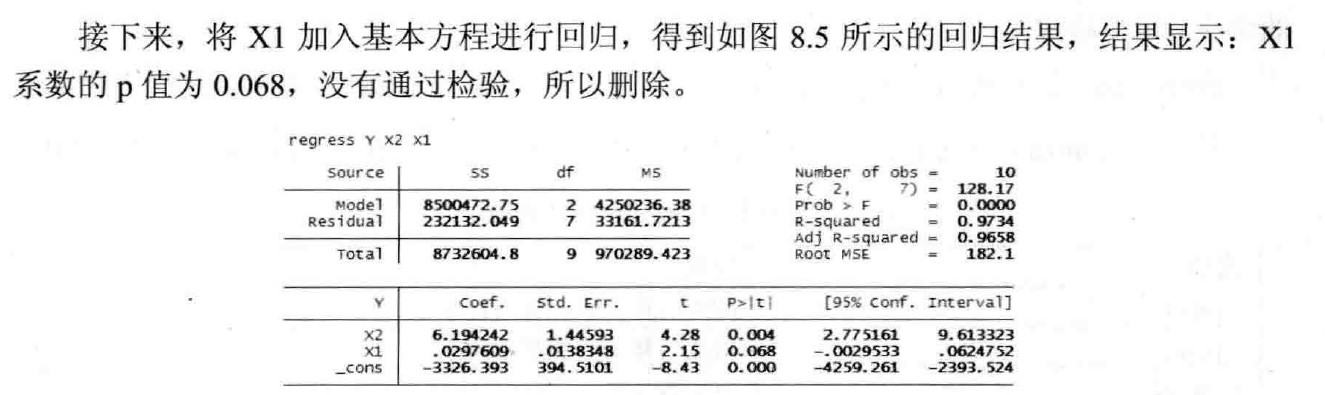 接下来，将 X1 加入基本方程进行回归，得到如图 8.5 所示的回归结果，结果显示：X1
系数的 p 值为 0.068，没有通过检验，所以删除。
regress Y X2 X1
Source SS df MS
Model 8500472.75 2 4250236.38
Residual 232132.049 7 33161.7213
Total 8732604.8 9 970289.423
Number of obs = 10
F( 2, 7) = 128.17
Prob > F = 0.0000
R-squared = 0.9734
Adj R-squared = 0.9658
Root MSE = 182.1
Y Coef. Std. Err. t P>|t| [95% Conf. Interval]
X2 6.194242 1.44593 4.28 0.004 2.775161 9.613323
X1 .0297609 .0138348 2.15 0.068 -.0029533 .0624752
_cons -3326.393 394.5101 -8.43 0.000 -4259.261 -2393.524